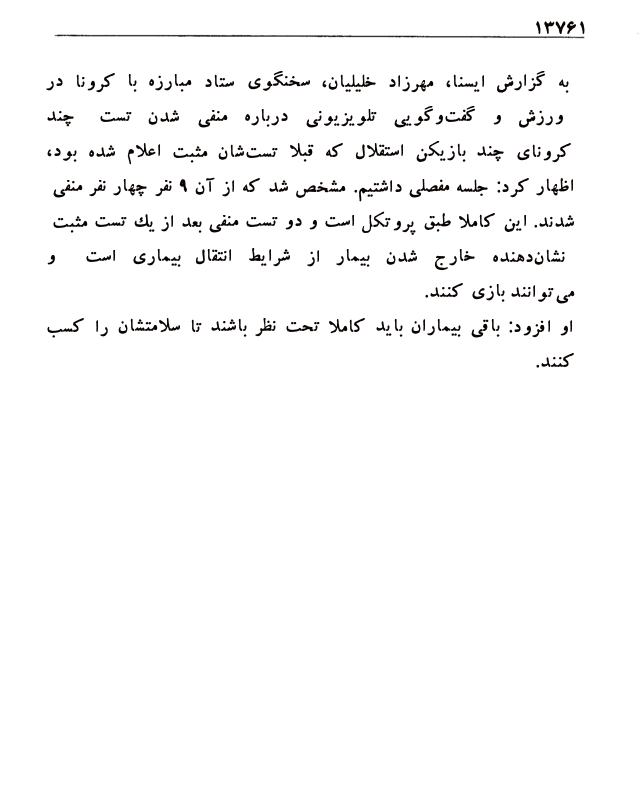 ۱۳۷۶۱
به گزارش ایسنا، مهرزاد خلیلیان، سخنگوی ستاد مبارزه با کرونا در
ورزش و گفت‌وگویی تلویزیونی درباره منفی شدن تست چند
کرونای چند بازیکن استقلال که قبلا تست‌شان مثبت اعلام شده بود،
اظهار کرد: جلسه مفصلی داشتیم. مشخص شد که از آن ۹ نفر چهار نفر منفی
شدند. این کاملا طبق پروتکل است و دو تست منفی بعد از یك تست مثبت
نشان‌دهنده خارج شدن بیمار از شرایط انتقال بیماری است و
می‌توانند بازی کنند.
او افزود: باقی بیماران باید کاملا تحت نظر باشند تا سلامتشان را کسب
کنند.